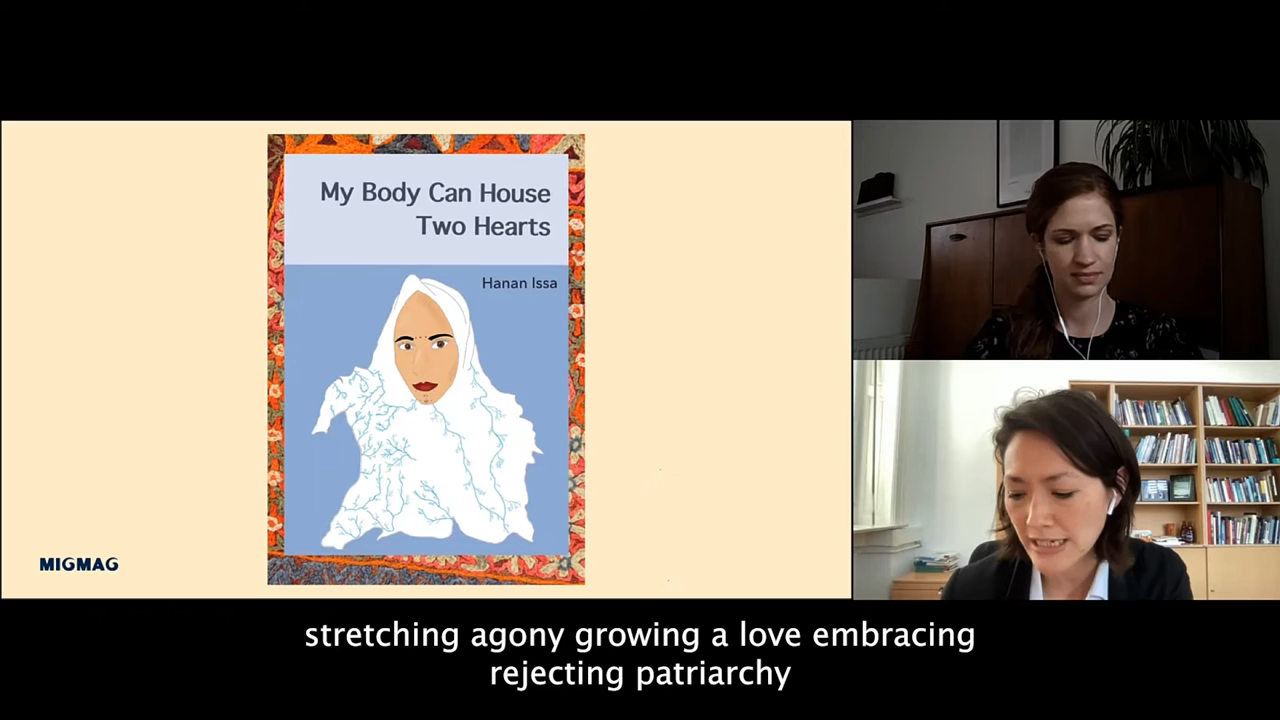 My Body Can House
Two Hearts
Hanan Issa
MIGMAG
stretching agony growing a love embracing
rejecting patriarchy